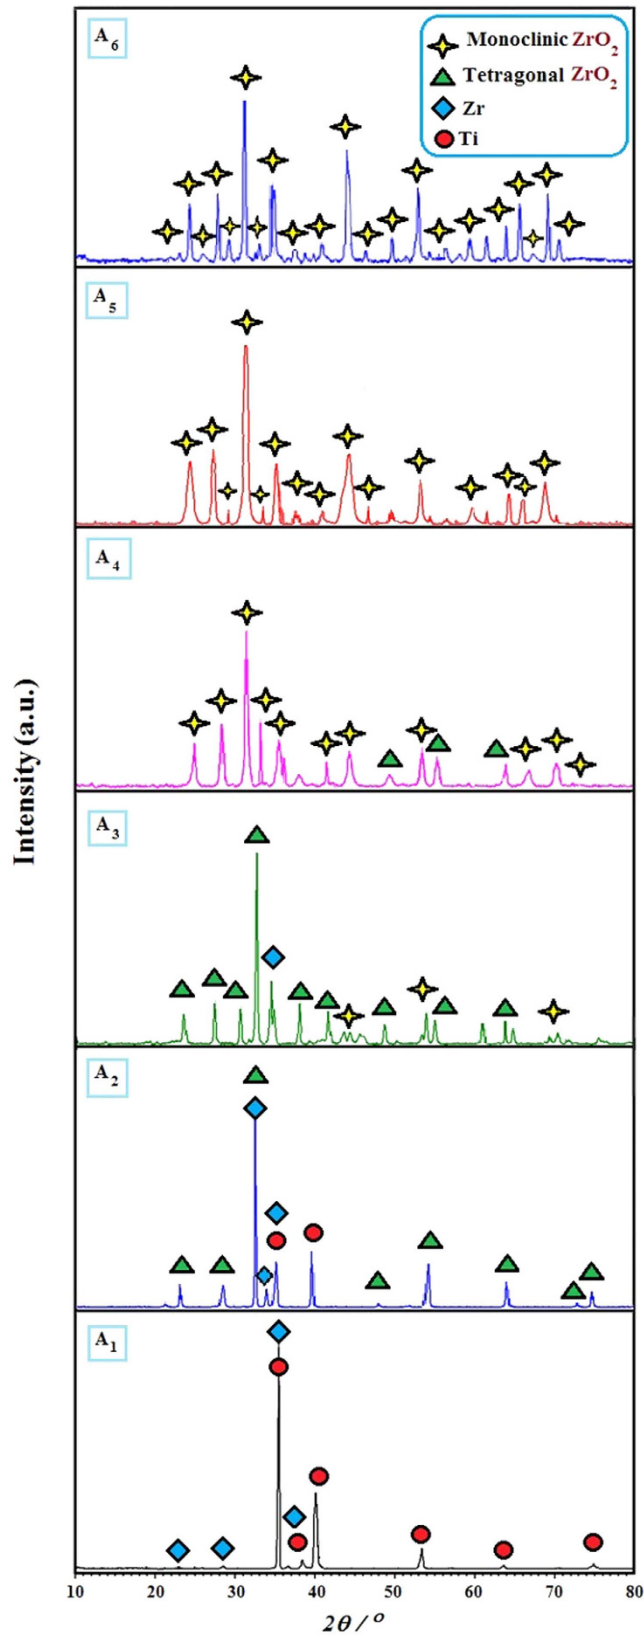 A6
Monoclinic ZrO2
Tetragonal ZrO2
Zr
Ti
A5
A4
Intensity (a.u.)
A3
A2
A1
10 20 30 40 50 60 70 80
2θ / °